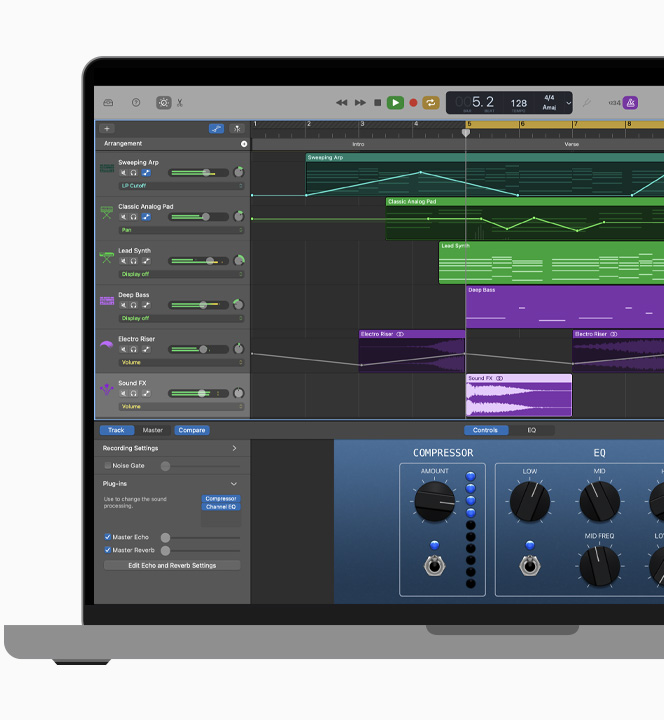 5.2
128
4/4
Amaj
1234
1 2 3 4 5 6 7 8
Arrangement
Intro
Verse
Sweeping Arp
LP Cutoff
Sweeping Arp
Classic Analog Pad
Pan
Classic Analog Pad
Lead Synth
Display off
Lead Synth
Deep Bass
Display off
Deep Bass
Electro Riser
Volume
Electro Riser
Electro Riser
Sound FX
Volume
Sound FX
Track Master Compare
Controls EQ
Recording Settings
Noise Gate
Plug-ins
Use to change the sound
processing.
Compressor
Channel EQ
Master Echo
Master Reverb
Edit Echo and Reverb Settings
COMPRESSOR
EQ
AMOUNT
LOW
MID
MID FREQ